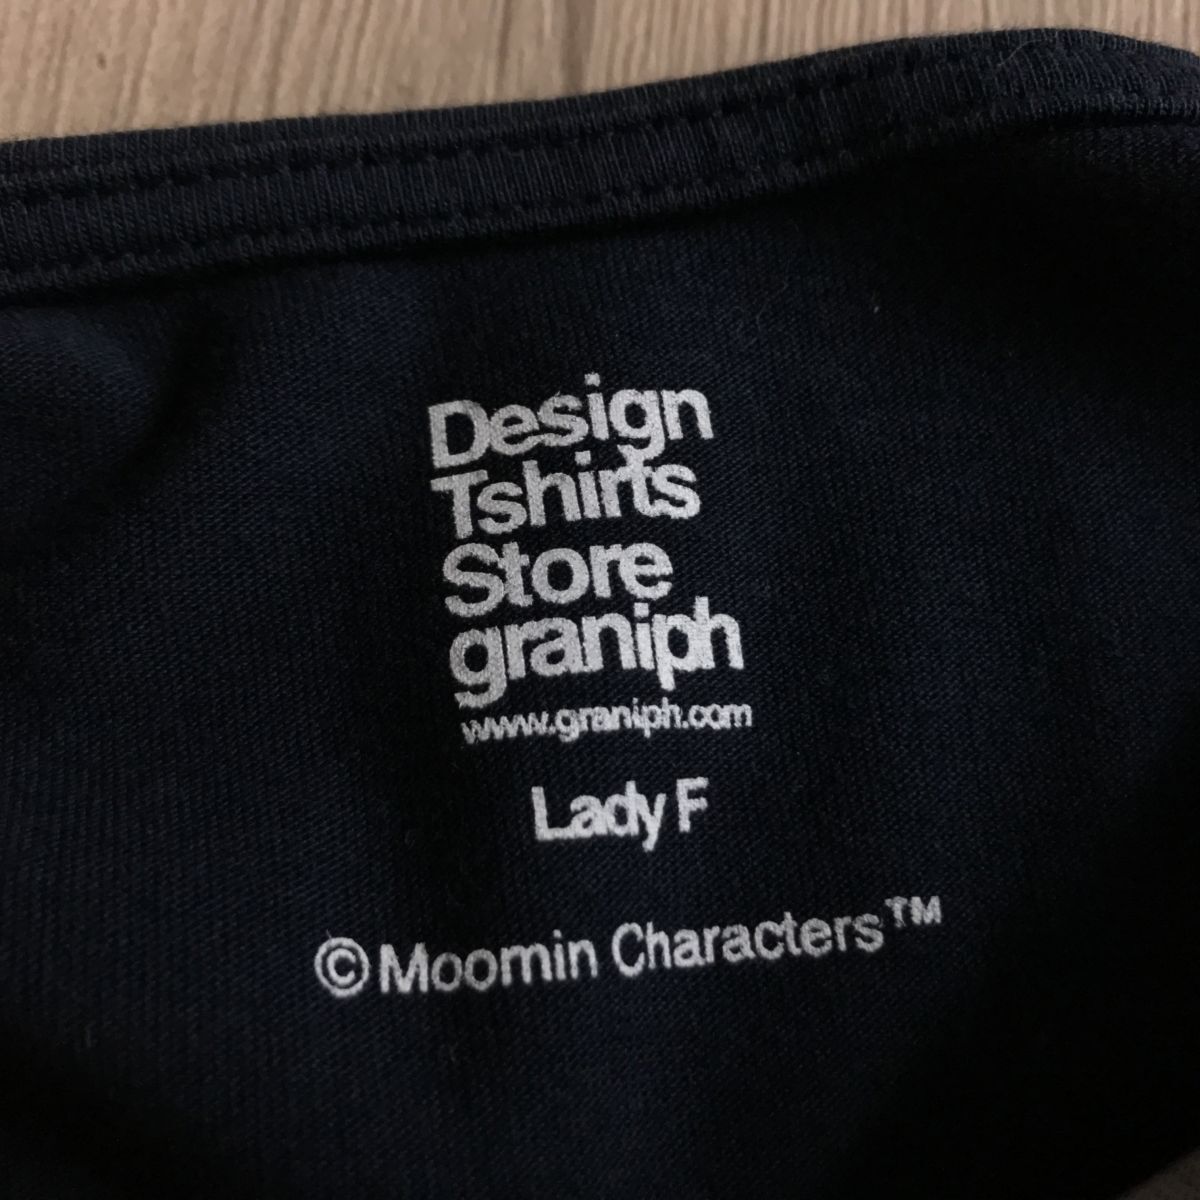 Design
Tshirts
Store
graniph
www.graniph.com
Lady F
©Moomin Characters™